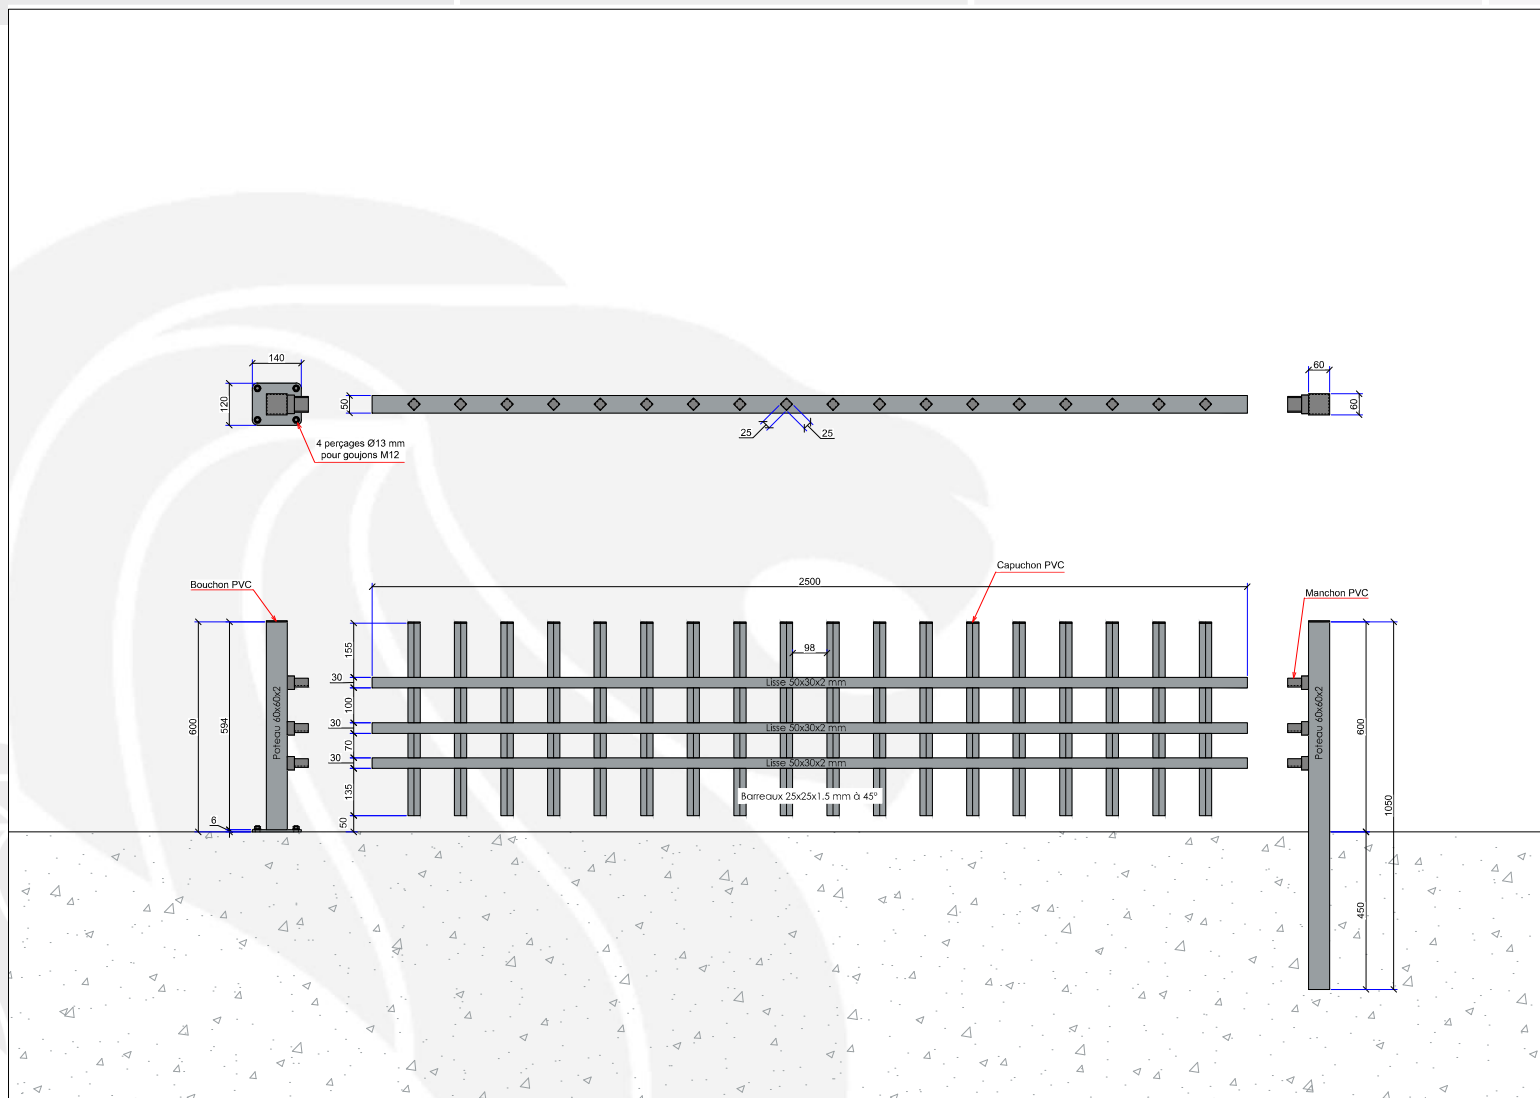 140
120
4 perçages Ø13 mm
pour goujons M12
50
25
25
60
60
Bouchon PVC
2500
Capuchon PVC
Manchon PVC
600
594
6
Poteau 60x60x2
155
30
100
30
70
30
135
50
98
Lisse 50x30x2 mm
Lisse 50x30x2 mm
Lisse 50x30x2 mm
Barreaux 25x25x1.5 mm à 45°
Poteau 60x60x2
600
1050
450